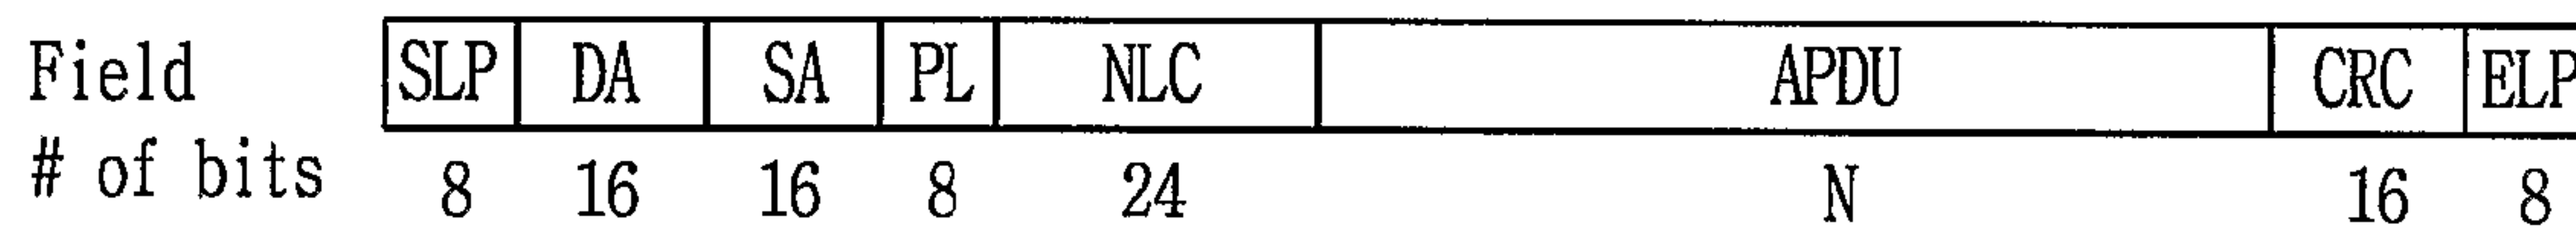 Field SLP DA SA PL NLC APDU CRC ELP
# of bits 8 16 16 8 24 N 16 8